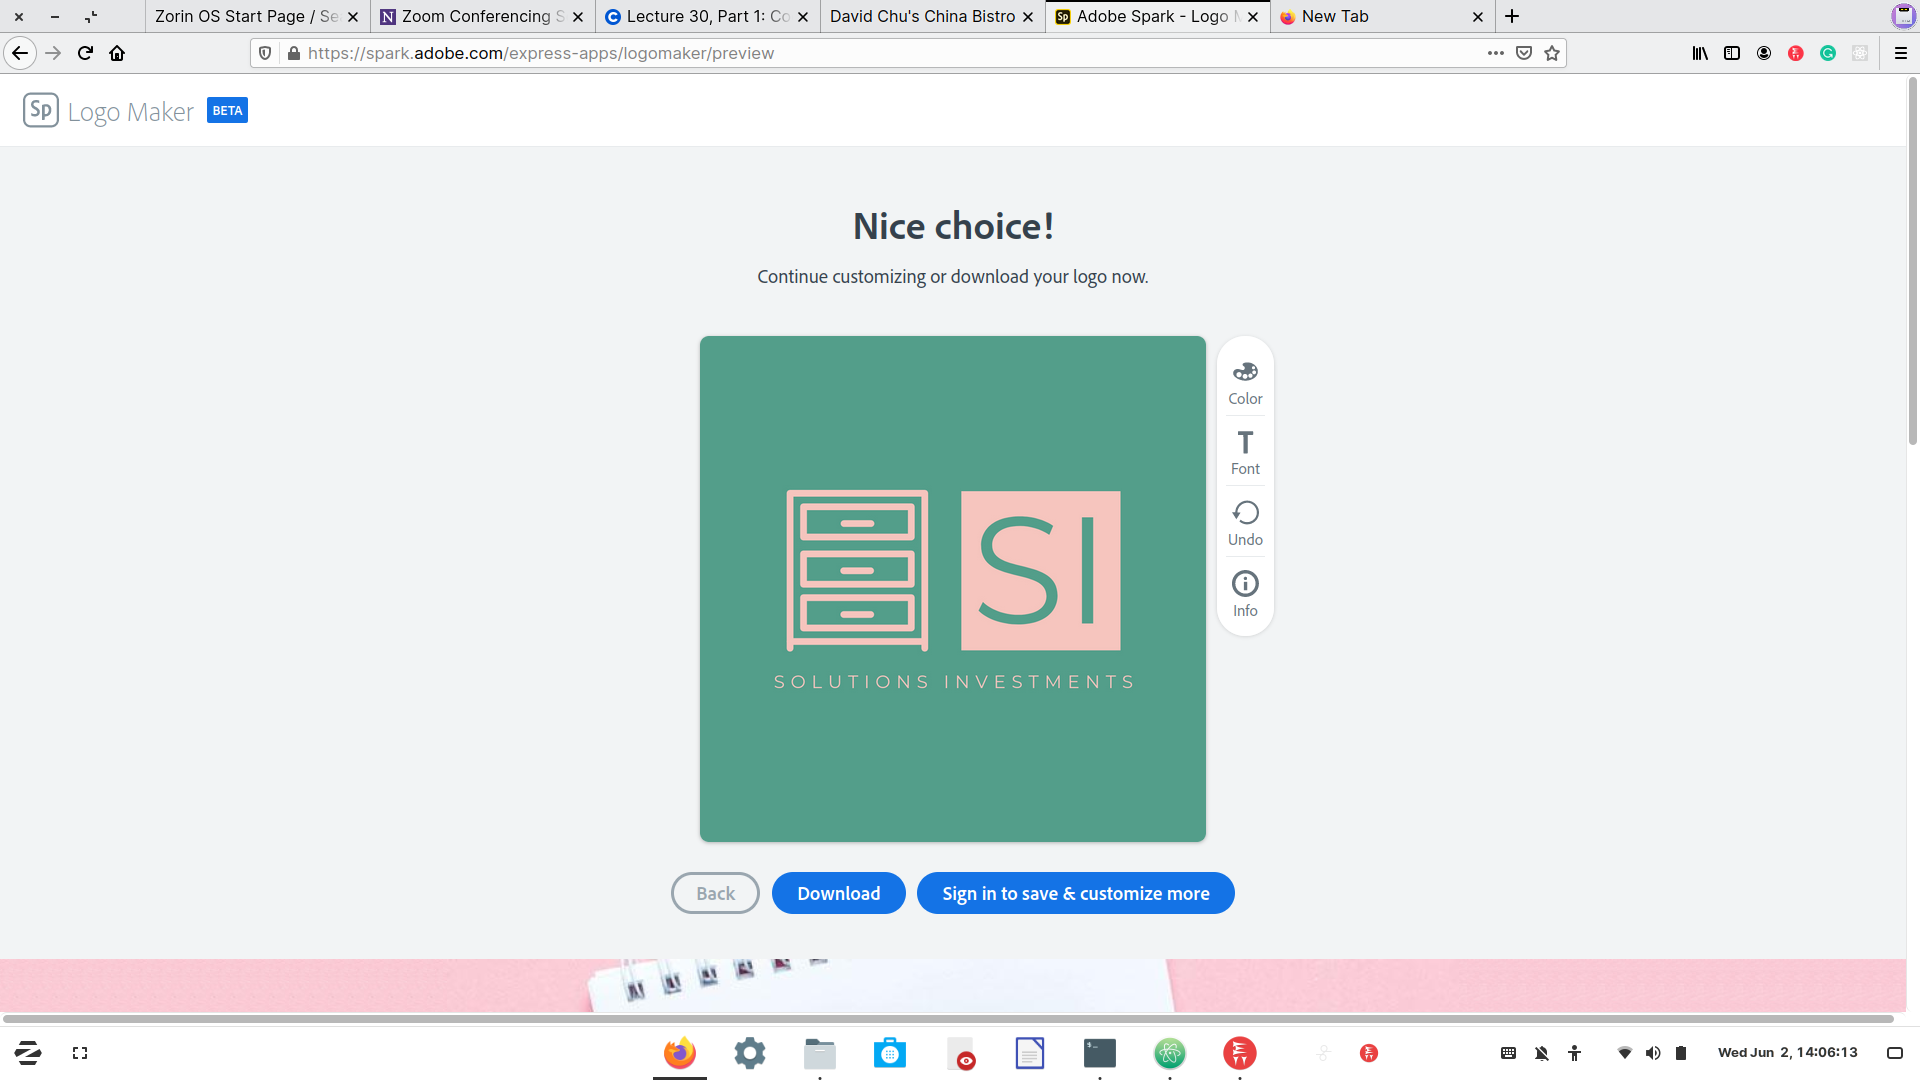 Zorin OS Start Page / Se
Zoom Conferencing S
Lecture 30, Part 1: Co
David Chu's China Bistro
Adobe Spark - Logo M
New Tab
https://spark.adobe.com/express-apps/logomaker/preview
Sp Logo Maker BETA
Nice choice!
Continue customizing or download your logo now.
SI
SOLUTIONS INVESTMENTS
Color
Font
Undo
Info
Back
Download
Sign in to save & customize more
Wed Jun 2, 14:06:13